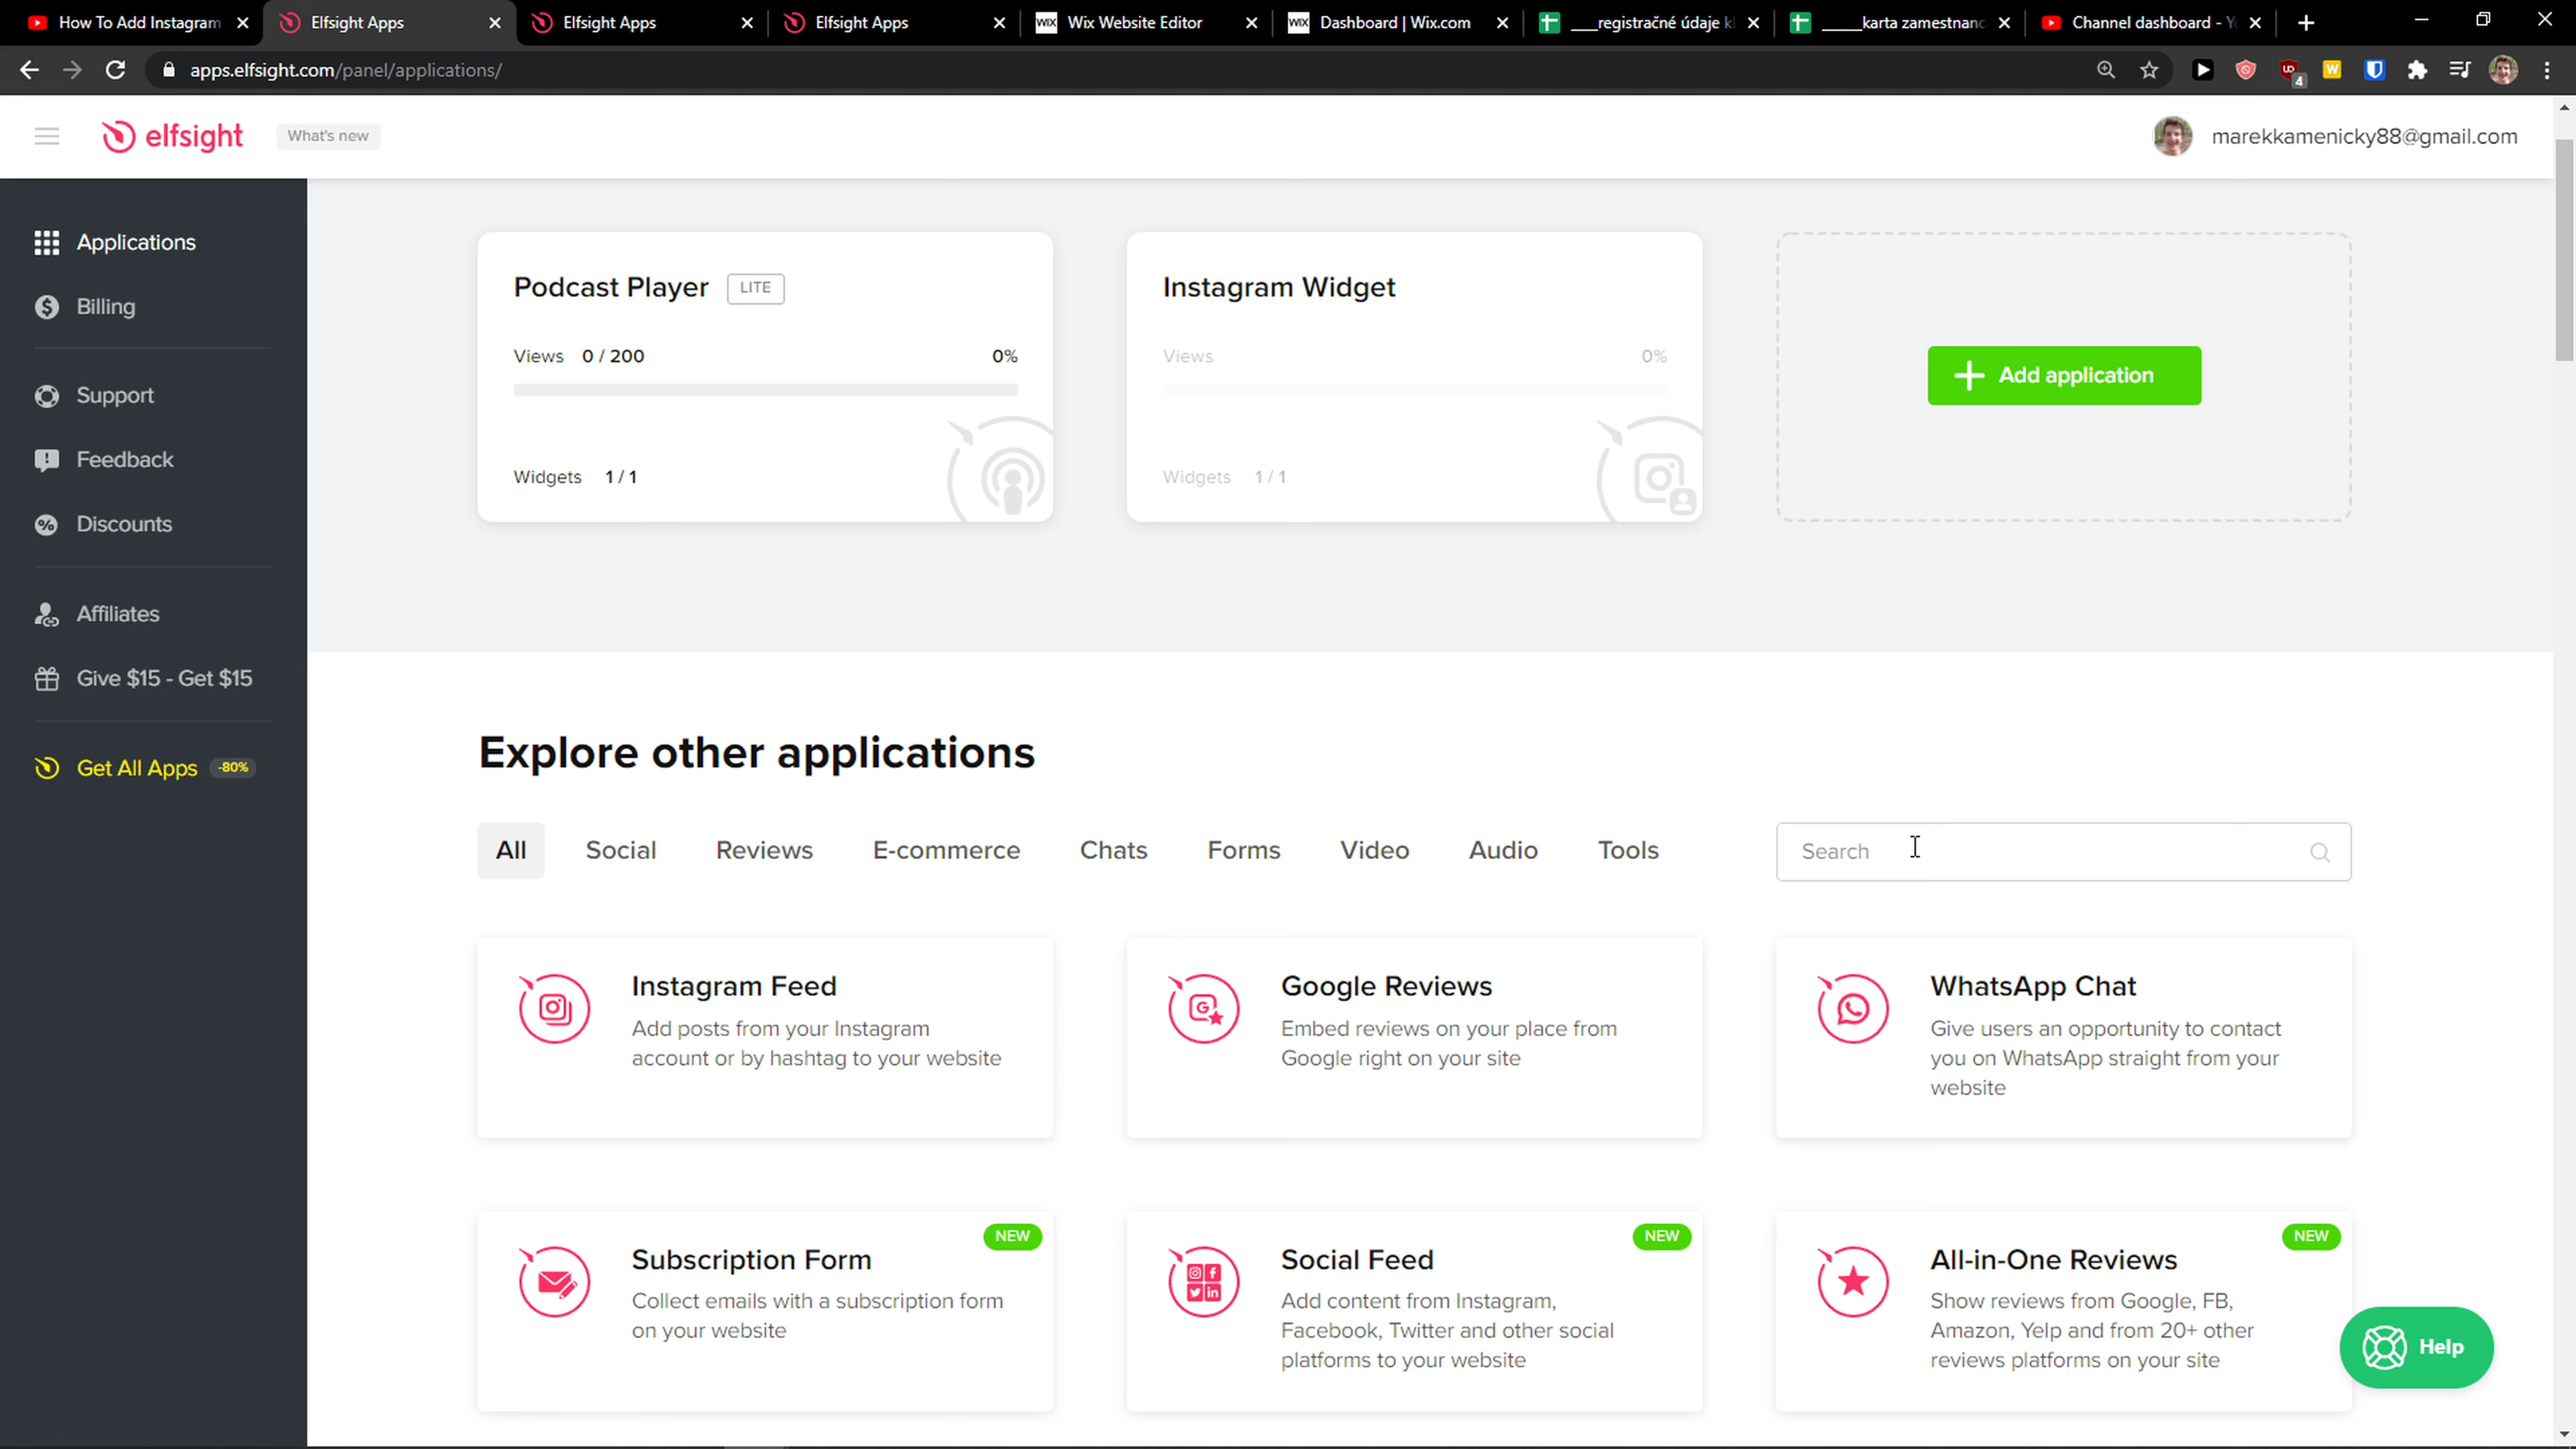 How To Add Instagram
Elfsight Apps
Elfsight Apps
Elfsight Apps
WIX Wix Website Editor
WIX Dashboard | Wix.com
___registračné údaje k
_____karta zamestnanc
Channel dashboard - Y
apps.elfsight.com/panel/applications/
4
W
elfsight
What's new
marekkamenicky88@gmail.com
Applications
Billing
Support
Feedback
Discounts
Affiliates
Give $15 - Get $15
Get All Apps -80%
Podcast Player LITE
Views 0 / 200 0%
Widgets 1 / 1
Instagram Widget
Views 0%
Widgets 1 / 1
Add application
Explore other applications
All Social Reviews E-commerce Chats Forms Video Audio Tools
Search
Instagram Feed
Add posts from your Instagram
account or by hashtag to your website
Google Reviews
Embed reviews on your place from
Google right on your site
WhatsApp Chat
Give users an opportunity to contact
you on WhatsApp straight from your
website
NEW
Subscription Form
Collect emails with a subscription form
on your website
NEW
Social Feed
Add content from Instagram,
Facebook, Twitter and other social
platforms to your website
NEW
All-in-One Reviews
Show reviews from Google, FB,
Amazon, Yelp and from 20+ other
reviews platforms on your site
Help